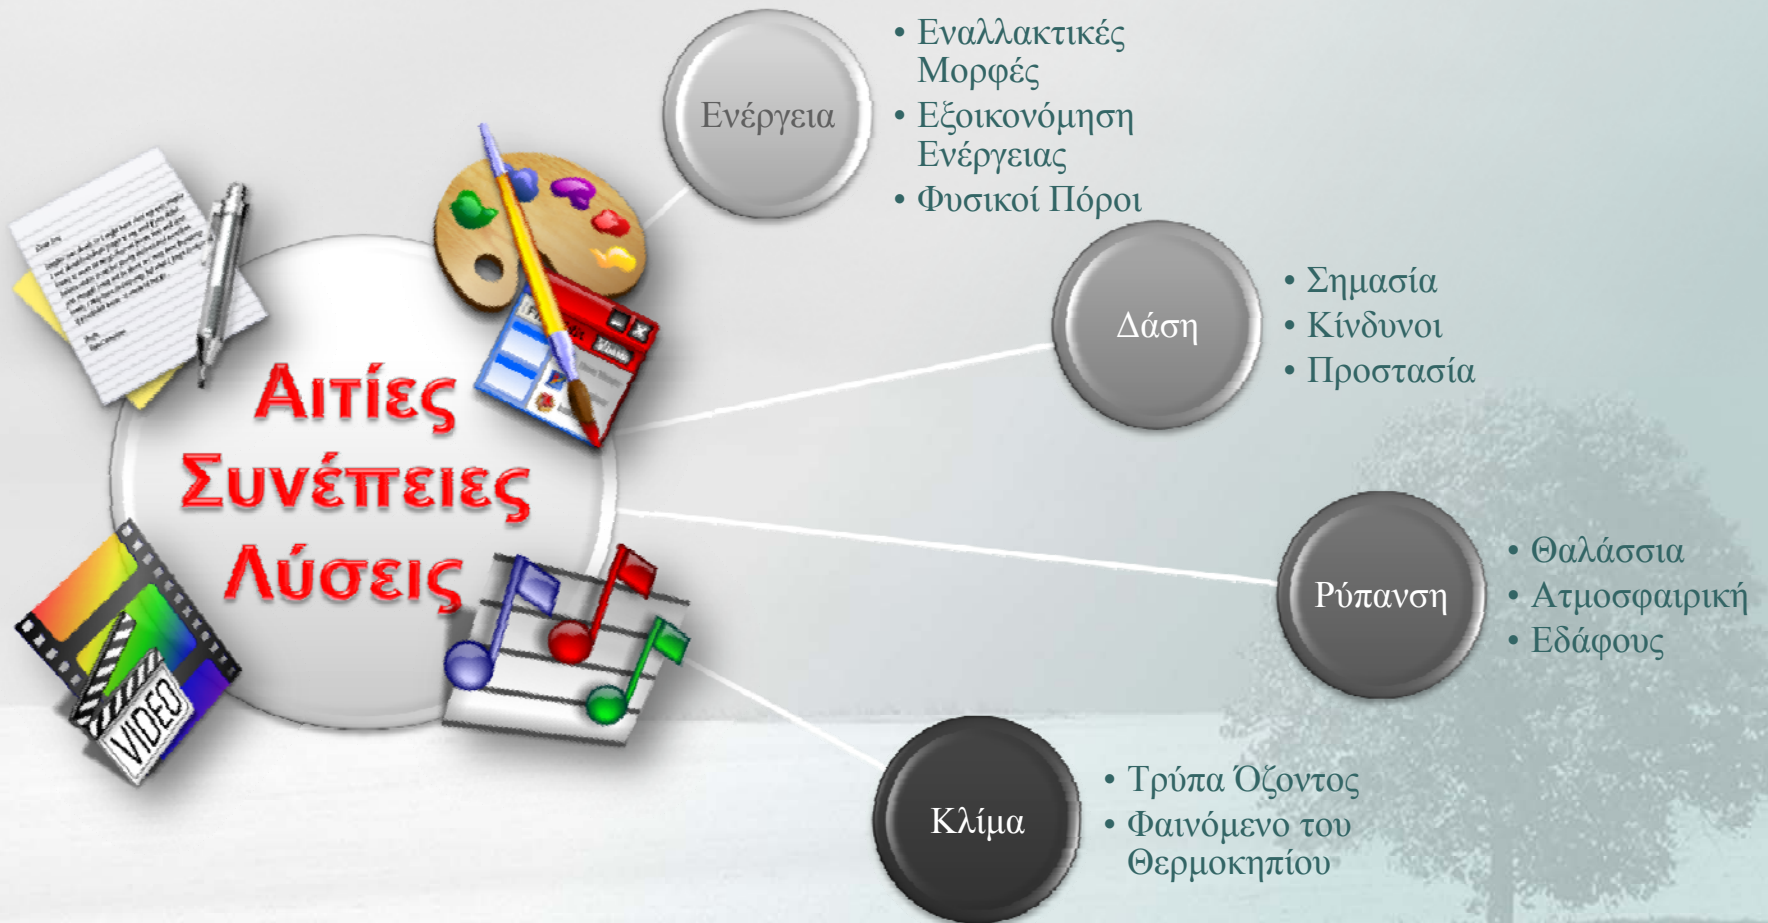 Ενέργεια
• Εναλλακτικές
Μορφές
• Εξοικονόμηση
Ενέργειας
• Φυσικοί Πόροι
Δάση
• Σημασία
• Κίνδυνοι
• Προστασία
Αιτίες
Συνέπειες
Λύσεις
Ρύπανση
• Θαλάσσια
• Ατμοσφαιρική
• Εδάφους
VIDEO
Κλίμα
• Τρύπα Όζοντος
• Φαινόμενο του
Θερμοκηπίου